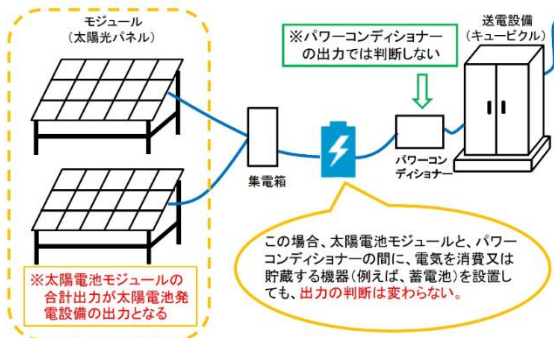 モジュール
(太陽光パネル)
※パワーコンディショナー
の出力では判断しない
送電設備
(キュービクル)
集電箱
パワーコン
ディショナー
※太陽電池モジュールの
合計出力が太陽電池発
電設備の出力となる
この場合、太陽電池モジュールと、パワー
コンディショナーの間に、電気を消費又は
貯蔵する機器(例えば、蓄電池)を設置し
ても、出力の判断は変わらない。